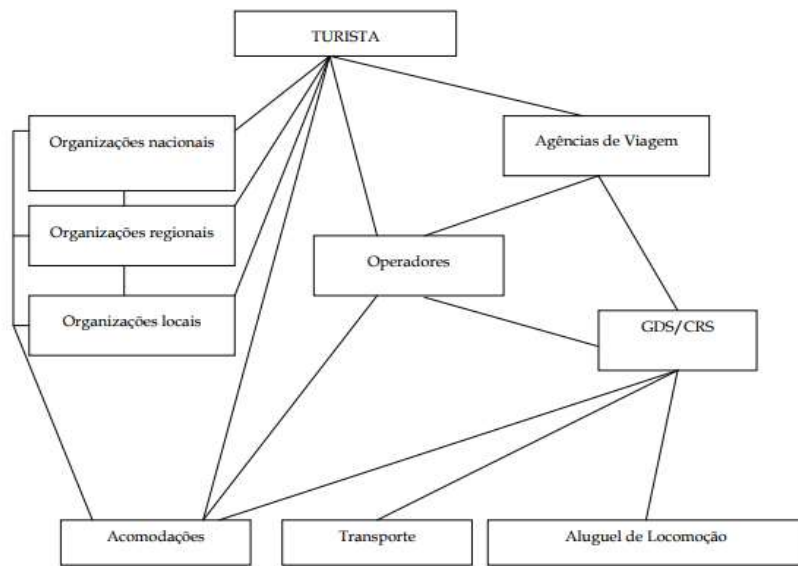 TURISTA
Organizações nacionais
Agências de Viagem
Organizações regionais
Operadores
Organizações locais
GDS/CRS
Acomodações
Transporte
Aluguel de Locomoção